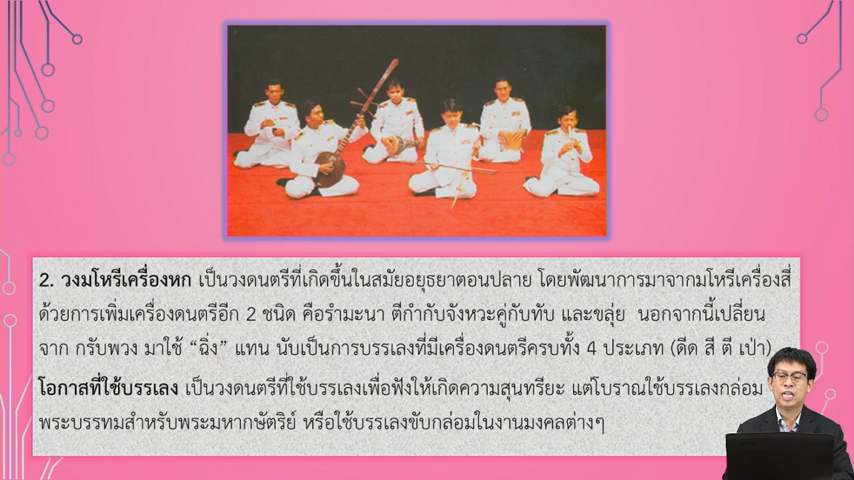 2. วงมโหรีเครื่องหก เป็นวงดนตรีที่เกิดขึ้นในสมัยอยุธยาตอนปลาย โดยพัฒนาการมาจากมโหรีเครื่องสี่
ด้วยการเพิ่มเครื่องดนตรีอีก 2 ชนิด คือรำมะนา ตีกำกับจังหวะคู่กับทับ และขลุ่ย นอกจากนี้เปลี่ยน
จาก กรับพวง มาใช้ “ฉิ่ง” แทน นับเป็นการบรรเลงที่มีเครื่องดนตรีครบทั้ง 4 ประเภท (ดีด สี ตี เป่า)
โอกาสที่ใช้บรรเลง เป็นวงดนตรีที่ใช้บรรเลงเพื่อฟังให้เกิดความสุนทรียะ แต่โบราณใช้บรรเลงกล่อม
พระบรรทมสำหรับพระมหากษัตริย์ หรือใช้บรรเลงขับกล่อมในงานมงคลต่างๆ